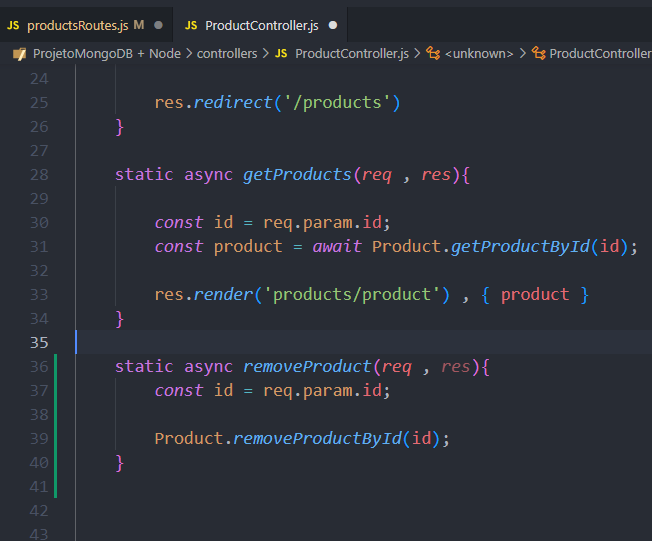 JS productsRoutes.js M
JS ProductController.js
ProjetoMongoDB + Node > controllers > JS ProductController.js > <unknown> > ProductController
24
25 res.redirect('/products')
26 }
27
28 static async getProducts(req , res){
29
30 const id = req.param.id;
31 const product = await Product.getProductById(id);
32
33 res.render('products/product') , { product }
34 }
35
36 static async removeProduct(req , res){
37 const id = req.param.id;
38
39 Product.removeProductById(id);
40 }
41
42
43